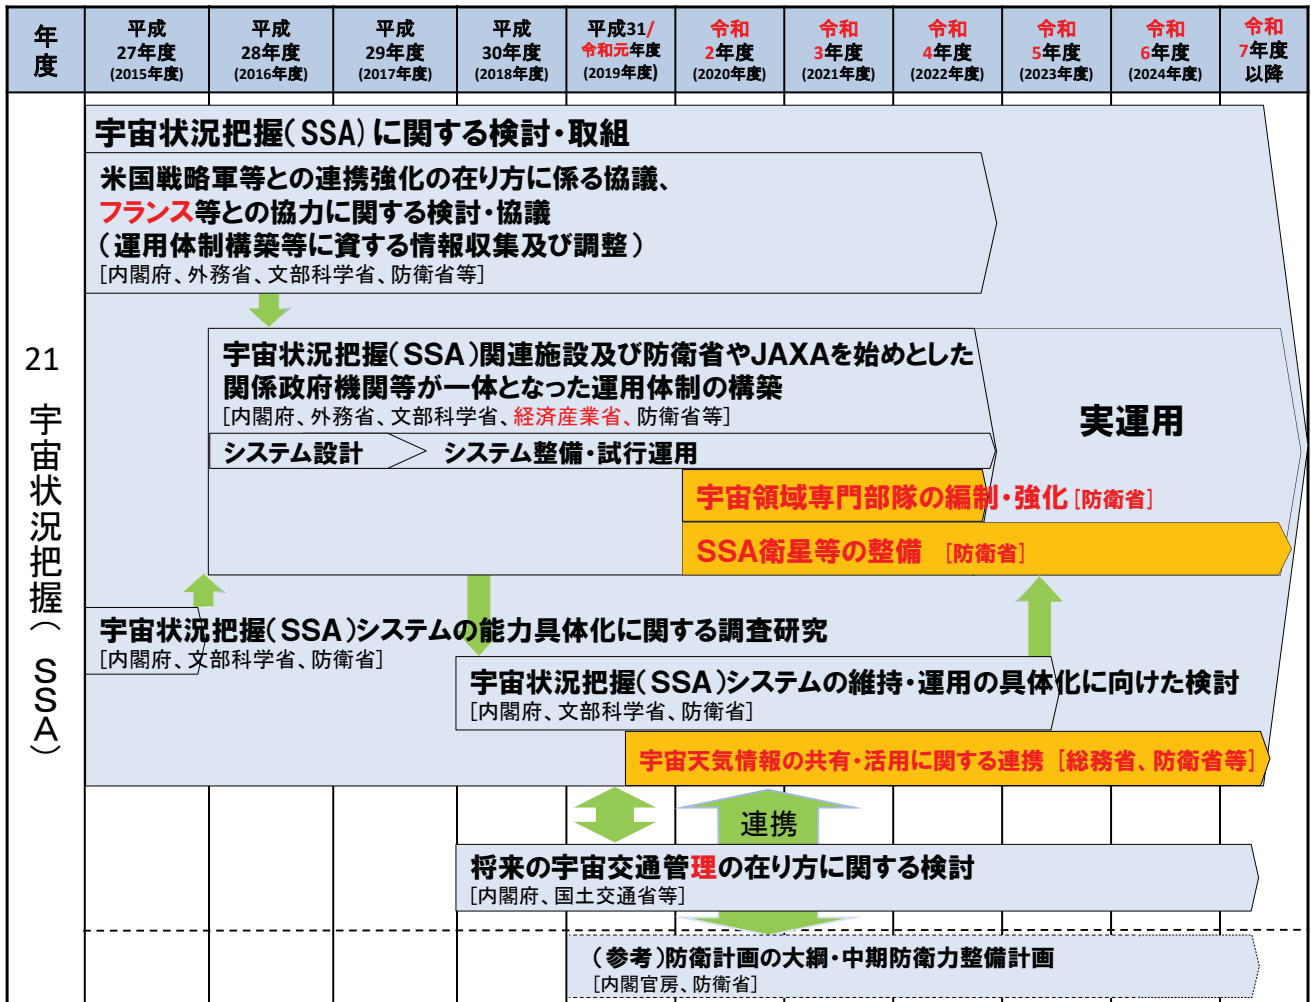 年度
平成
27年度
(2015年度)
平成
28年度
(2016年度)
平成
29年度
(2017年度)
平成
30年度
(2018年度)
平成31/
令和元年度
(2019年度)
令和
2年度
(2020年度)
令和
3年度
(2021年度)
令和
4年度
(2022年度)
令和
5年度
(2023年度)
令和
6年度
(2024年度)
令和
7年度
以降
21 宇宙状況把握(SSA)
宇宙状況把握(SSA)に関する検討・取組
米国戦略軍等との連携強化の在り方に係る協議、
フランス等との協力に関する検討・協議
(運用体制構築等に資する情報収集及び調整)
[内閣府、外務省、文部科学省、防衛省等]
宇宙状況把握(SSA)関連施設及び防衛省やJAXAを始めとした
関係政府機関等が一体となった運用体制の構築
[内閣府、外務省、文部科学省、経済産業省、防衛省等]
システム設計
システム整備・試行運用
実運用
宇宙領域専門部隊の編制・強化 [防衛省]
SSA衛星等の整備 [防衛省]
宇宙状況把握(SSA)システムの能力具体化に関する調査研究
[内閣府、文部科学省、防衛省]
宇宙状況把握(SSA)システムの維持・運用の具体化に向けた検討
[内閣府、文部科学省、防衛省]
宇宙天気情報の共有・活用に関する連携 [総務省、防衛省等]
連携
将来の宇宙交通管理の在り方に関する検討
[内閣府、国土交通省等]
(参考)防衛計画の大綱・中期防衛力整備計画
[内閣官房、防衛省]